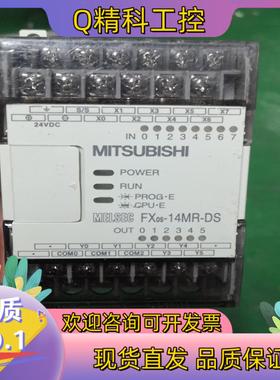 Q精科工控
S/S X1 X3 X5 X7
24VDC X0 X2 X4 X6
IN 0 1 2 3 4 5 6 7
MITSUBISHI
POWER
RUN
PROG-E
CPU-E
MELSEC FX0S-14MR-DS
OUT 0 1 2 3 4 5
Y0 Y1 Y2 Y3 Y5
COM0 COM1 COM2 Y4
质
O.1
欢迎咨询可开发票
现货直发 质量保证